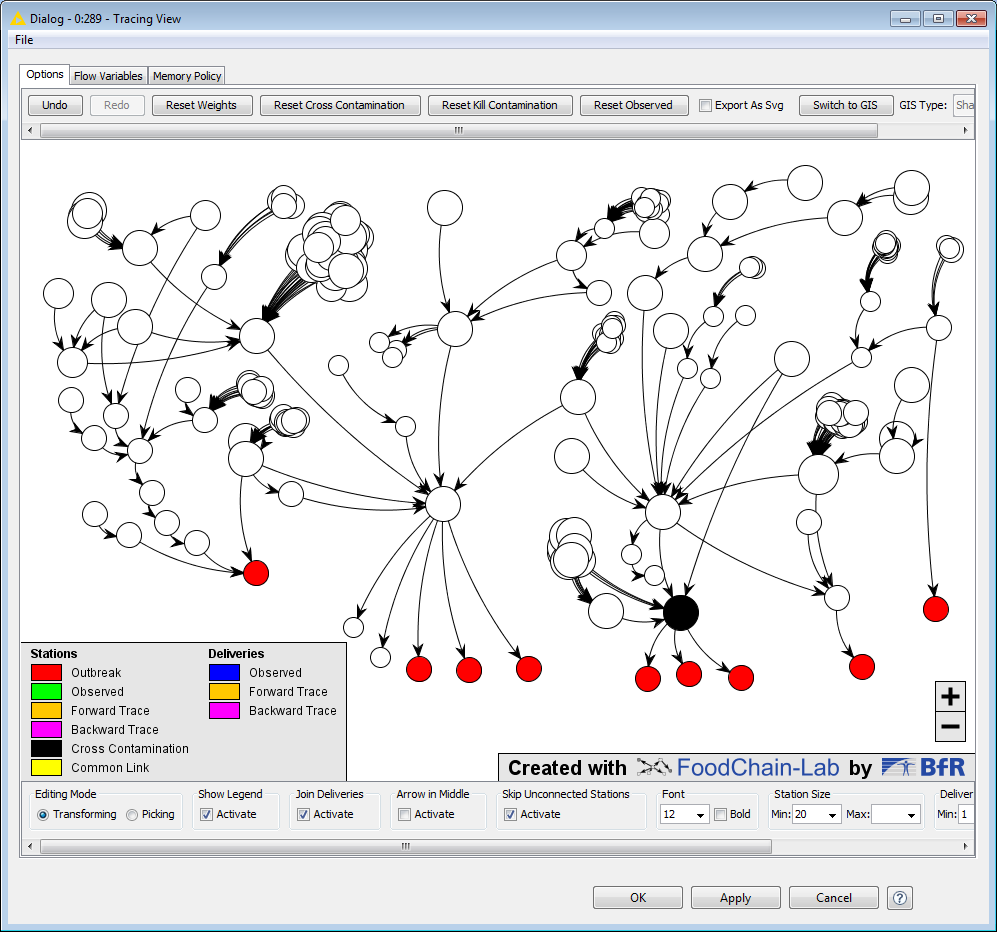 Dialog - 0:289 - Tracing View
File
Options Flow Variables Memory Policy
Undo Redo Reset Weights Reset Cross Contamination Reset Kill Contamination Reset Observed Export As Svg Switch to GIS GIS Type: Sha
Stations Deliveries
Outbreak Observed
Observed Forward Trace
Forward Trace Backward Trace
Backward Trace
Cross Contamination
Common Link
+
−
Created with FoodChain-Lab by BfR
Editing Mode Show Legend Join Deliveries Arrow in Middle Skip Unconnected Stations Font Station Size Deliver
Transforming Picking Activate Activate Activate Activate 12 Bold Min: 20 Max: Min: 1
OK Apply Cancel ?